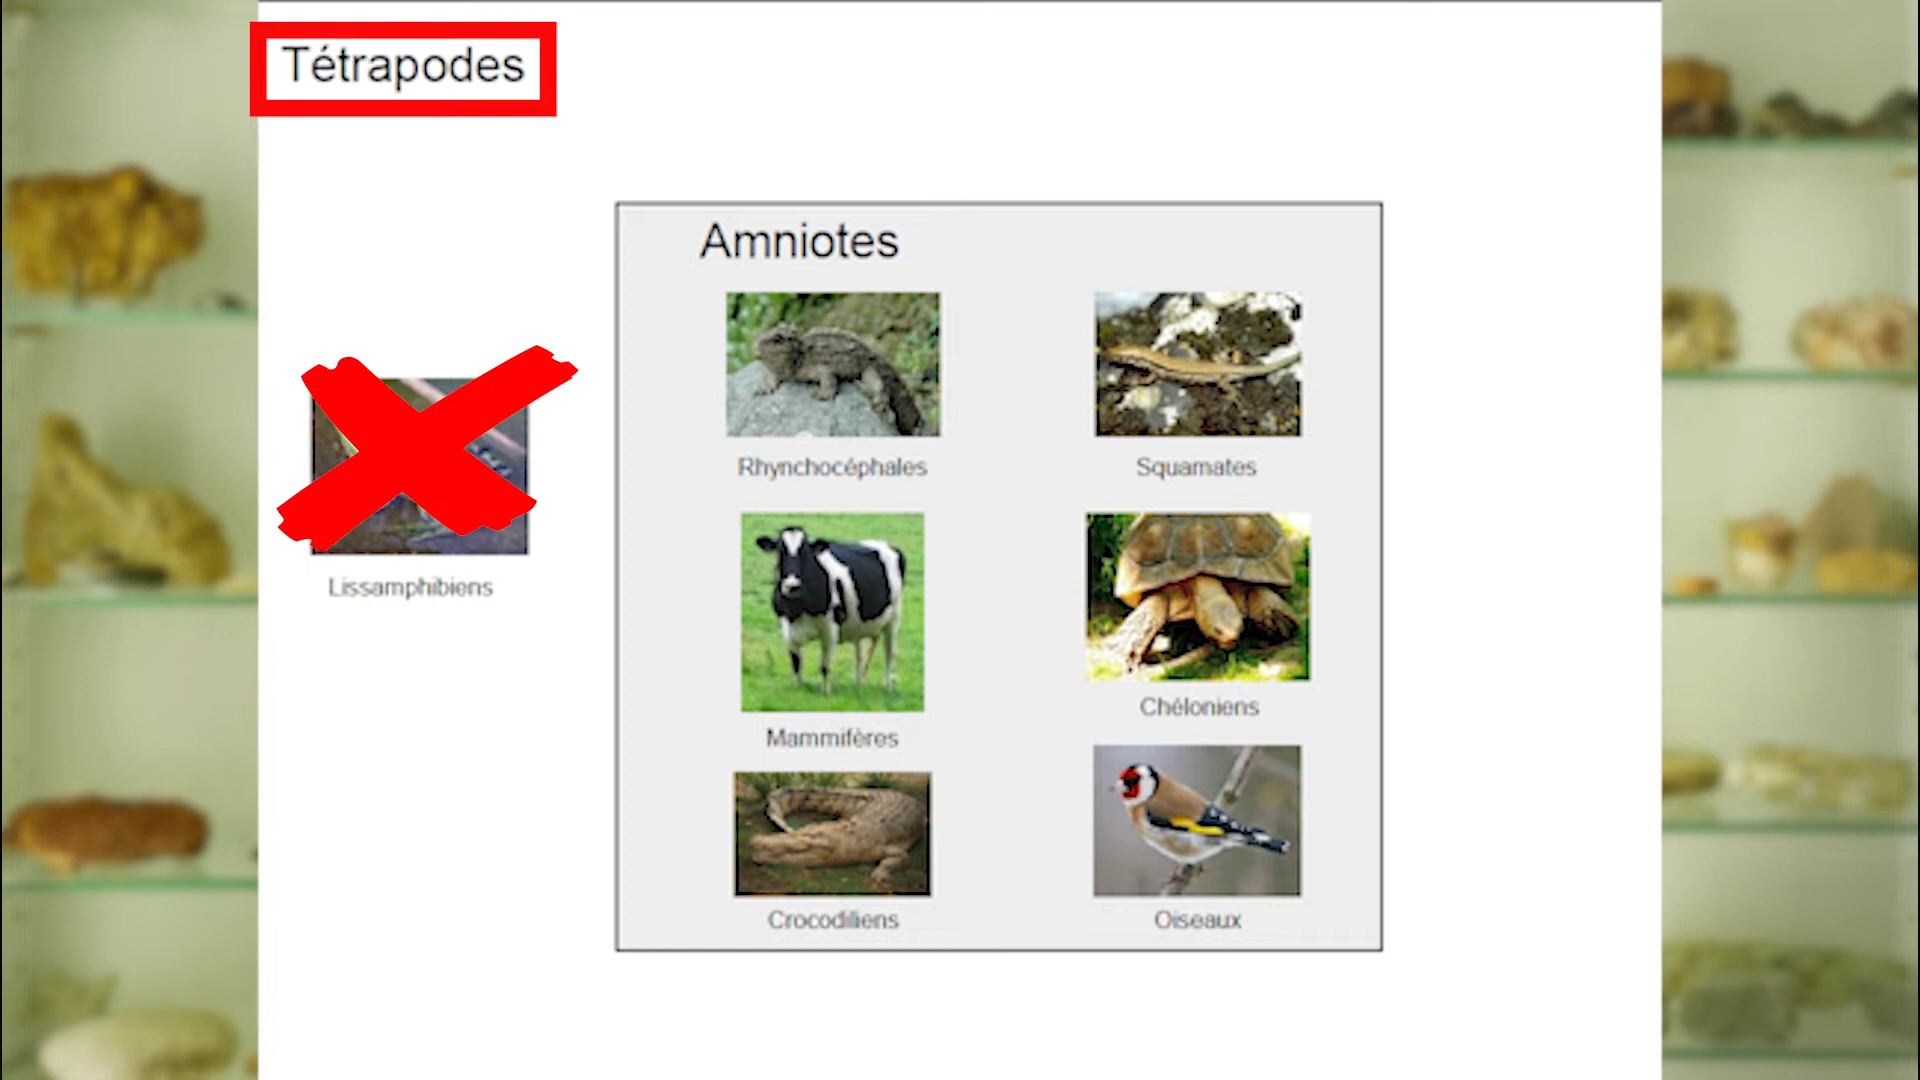 Tétrapodes
Amniotes
Rhynchocéphales
Squamates
Lissamphibiens
Mammifères
Chéloniens
Crocodiliens
Oiseaux